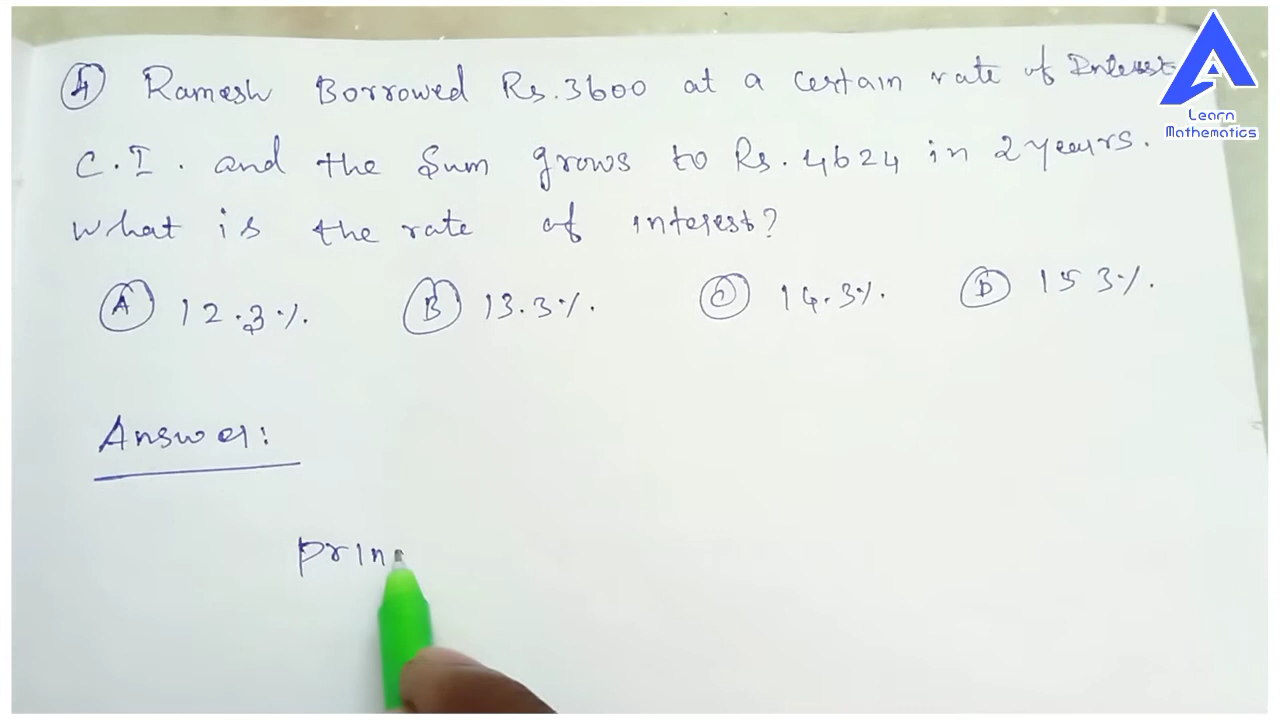 4 Ramesh Borrowed Rs.3600 at a certain rate of Interest
C.I. and the Sum grows to Rs.4624 in 2 years.
What is the rate of interest?
A 12.3%. B 13.3%. C 14.3%. D 15 3%.
Answer:
prin
Learn
Mathematics